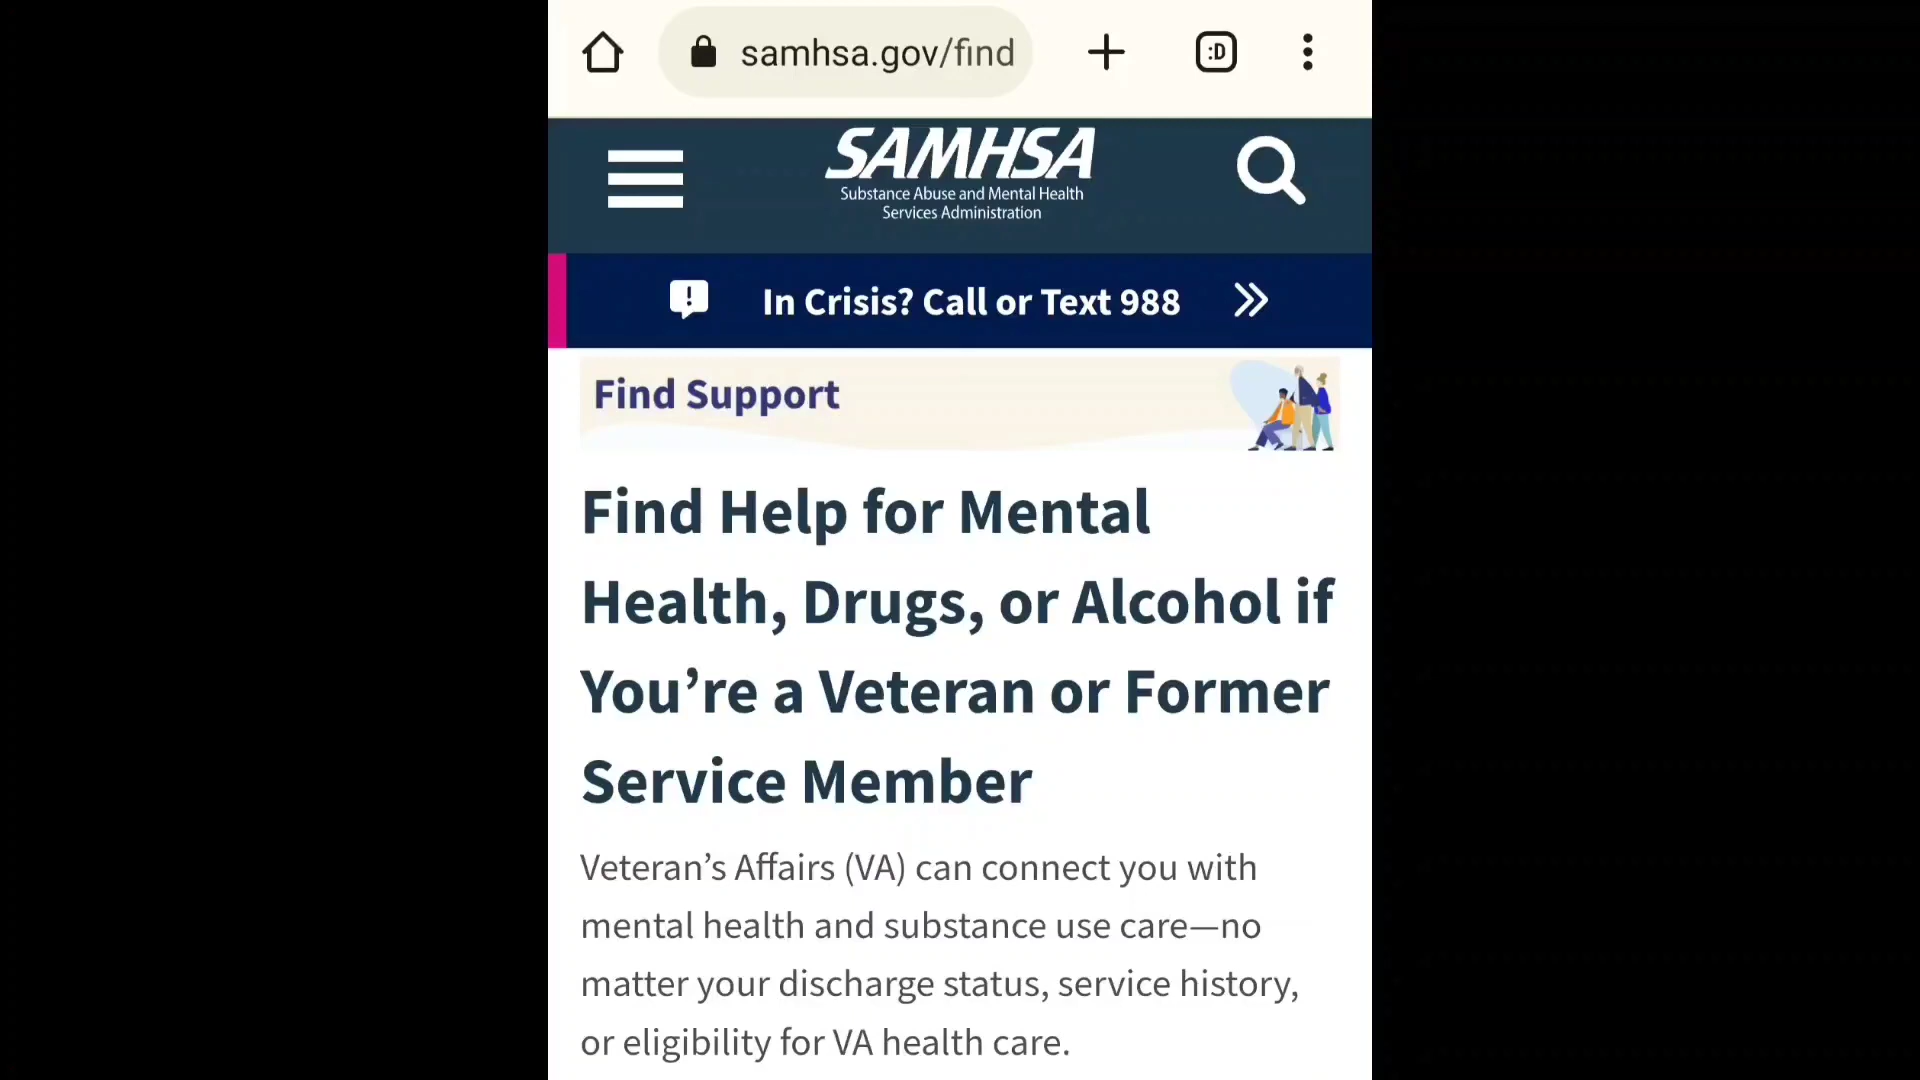 samhsa.gov/find
:D
SAMHSA
Substance Abuse and Mental Health
Services Administration
In Crisis? Call or Text 988
Find Support
Find Help for Mental
Health, Drugs, or Alcohol if
You’re a Veteran or Former
Service Member
Veteran’s Affairs (VA) can connect you with
mental health and substance use care—no
matter your discharge status, service history,
or eligibility for VA health care.